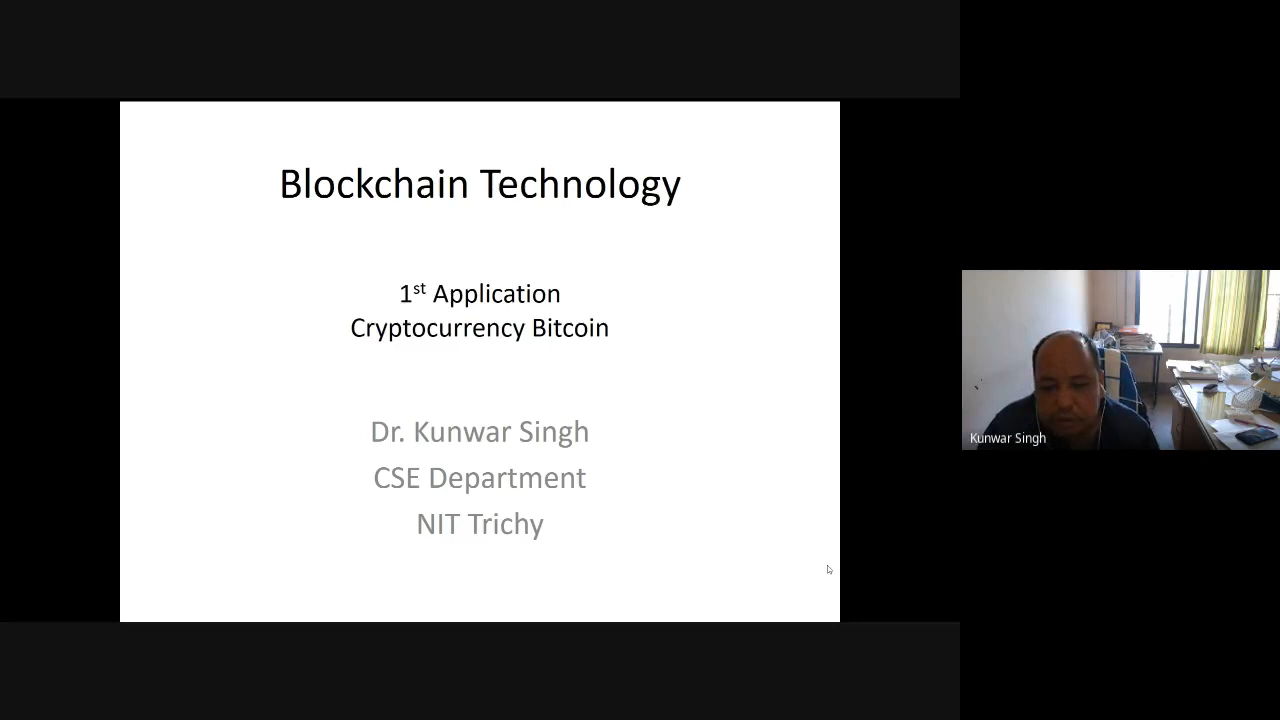 Blockchain Technology
1st Application
Cryptocurrency Bitcoin
Dr. Kunwar Singh
CSE Department
NIT Trichy
Kunwar Singh